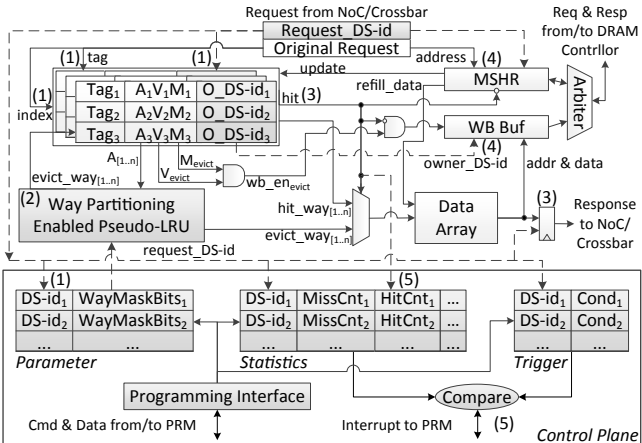 Request from NoC/Crossbar
Request_DS-id
Original Request
Req & Resp
from/to DRAM
Contrllor
(1)
tag
(1)
address
(4)
update
MSHR
Arbiter
refill_data
(1)
index
Tag1 A1V1M1 O_DS-id1
Tag2 A2V2M2 O_DS-id2
Tag3 A3V3M3 O_DS-id3
hit (3)
WB Buf
(4)
owner_DS-id
addr & data
A[1..n]
Mevict
Vevict
wb_enevict
evict_way[1..n]
(2)
Way Partitioning
Enabled Pseudo-LRU
hit_way[1..n]
evict_way[1..n]
Data
Array
(3)
Response
to NoC/
Crossbar
request_DS-id
(1)
(5)
DS-id1 WayMaskBits1
DS-id2 WayMaskBits2
... ...
Parameter
DS-id1 MissCnt1 HitCnt1 ...
DS-id2 MissCnt2 HitCnt2 ...
... ... ... ...
Statistics
DS-id1 Cond1
DS-id2 Cond2
... ...
Trigger
Programming Interface
Compare
Cmd & Data from/to PRM
Interrupt to PRM
(5)
Control Plane